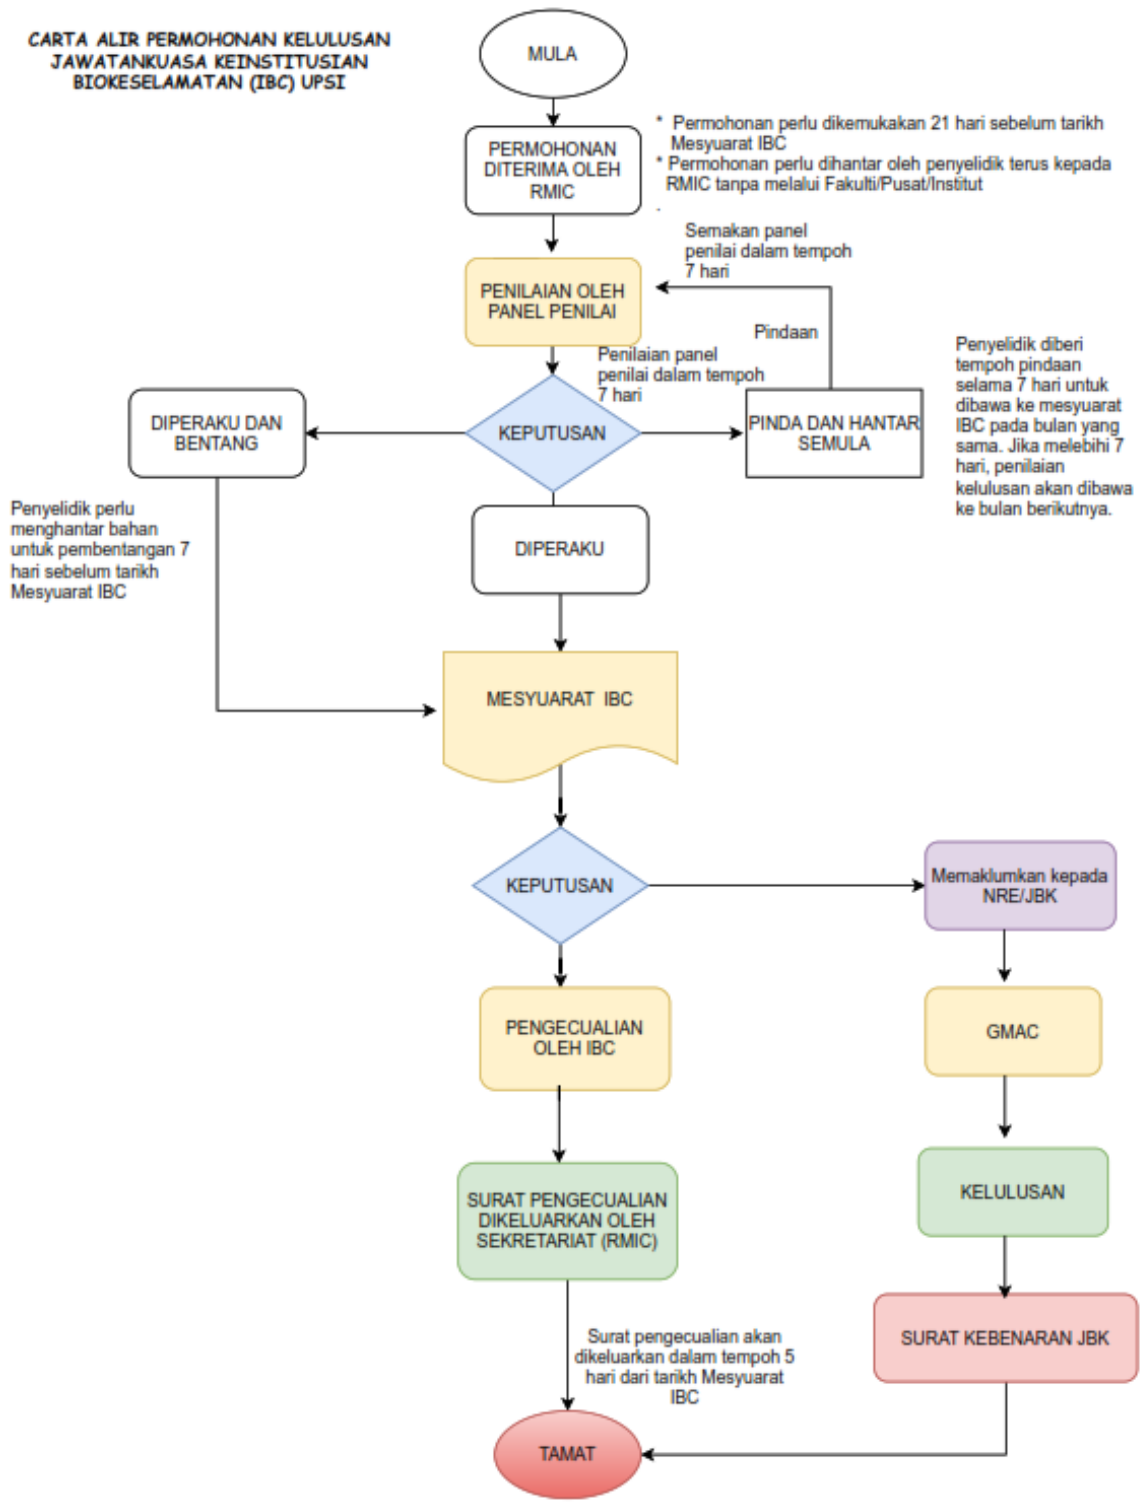 CARTA ALIR PERMOHONAN KELULUSAN
JAWATANKUASA KEINSTITUSIAN
BIOKESELAMATAN (IBC) UPSI
MULA
PERMOHONAN
DITERIMA OLEH
RMIC
* Permohonan perlu dikemukakan 21 hari sebelum tarikh
Mesyuarat IBC
* Permohonan perlu dihantar oleh penyelidik terus kepada
RMIC tanpa melalui Fakulti/Pusat/Institut
.
Semakan panel
penilai dalam tempoh
7 hari
PENILAIAN OLEH
PANEL PENILAI
Pindaan
Penilaian panel
penilai dalam tempoh
7 hari
Penyelidik diberi
tempoh pindaan
selama 7 hari untuk
dibawa ke mesyuarat
IBC pada bulan yang
sama. Jika melebihi 7
hari, penilaian
kelulusan akan dibawa
ke bulan berikutnya.
DIPERAKU DAN
BENTANG
KEPUTUSAN
PINDA DAN HANTAR
SEMULA
Penyelidik perlu
menghantar bahan
untuk pembentangan 7
hari sebelum tarikh
Mesyuarat IBC
DIPERAKU
MESYUARAT IBC
KEPUTUSAN
Memaklumkan kepada
NRE/JBK
PENGECUALIAN
OLEH IBC
GMAC
SURAT PENGECUALIAN
DIKELUARKAN OLEH
SEKRETARIAT (RMIC)
KELULUSAN
Surat pengecualian akan
dikeluarkan dalam tempoh 5
hari dari tarikh Mesyuarat
IBC
SURAT KEBENARAN JBK
TAMAT